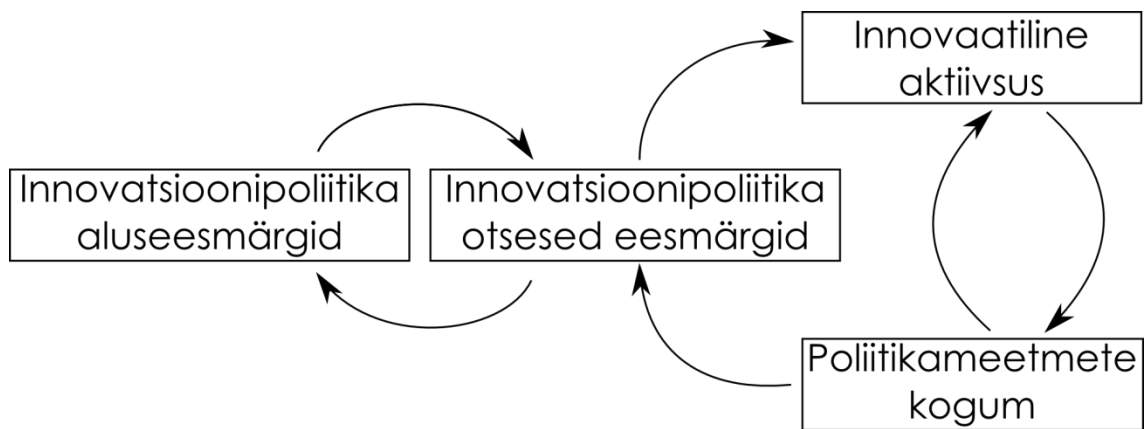 Innovaatiline
aktiivsus
Innovatsioonipoliitika
aluseesmärgid
Innovatsioonipoliitika
otsesed eesmärgid
Poliitikameetmete
kogum